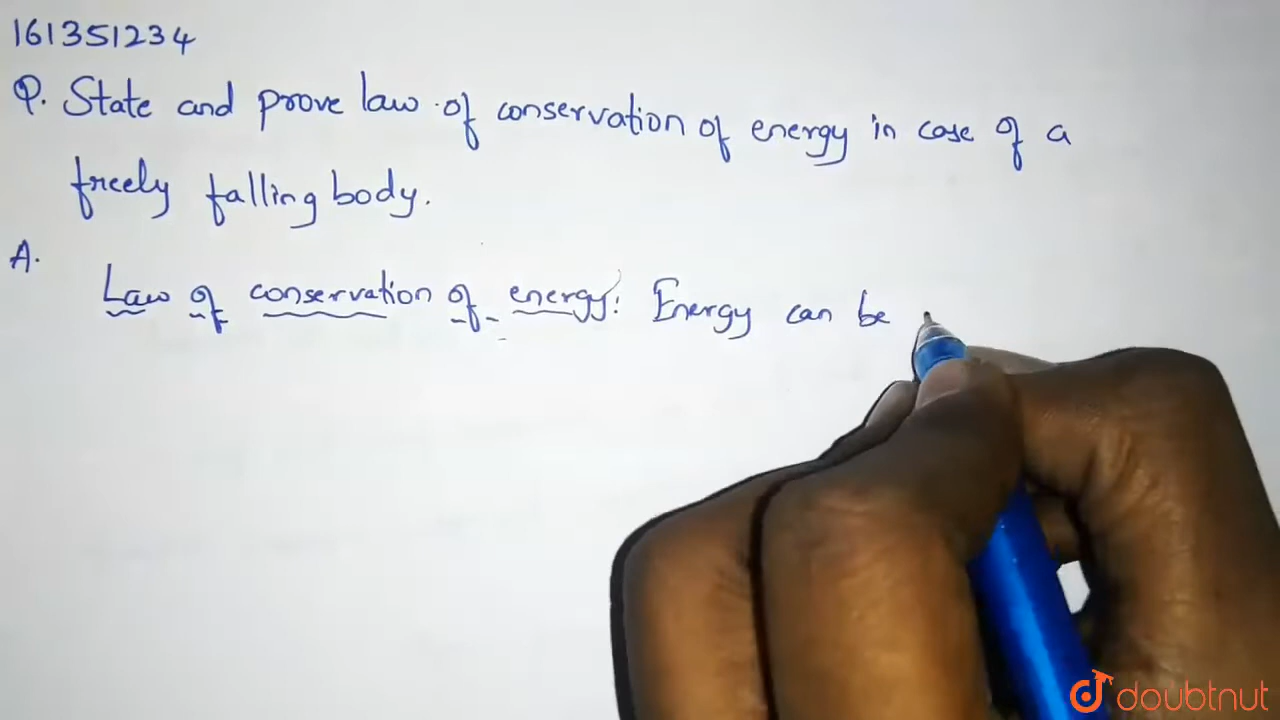 161351234
Q. State and prove law of conservation of energy in case of a
freely falling body.
A.
Law of conservation of energy: Energy can be
doubtnut